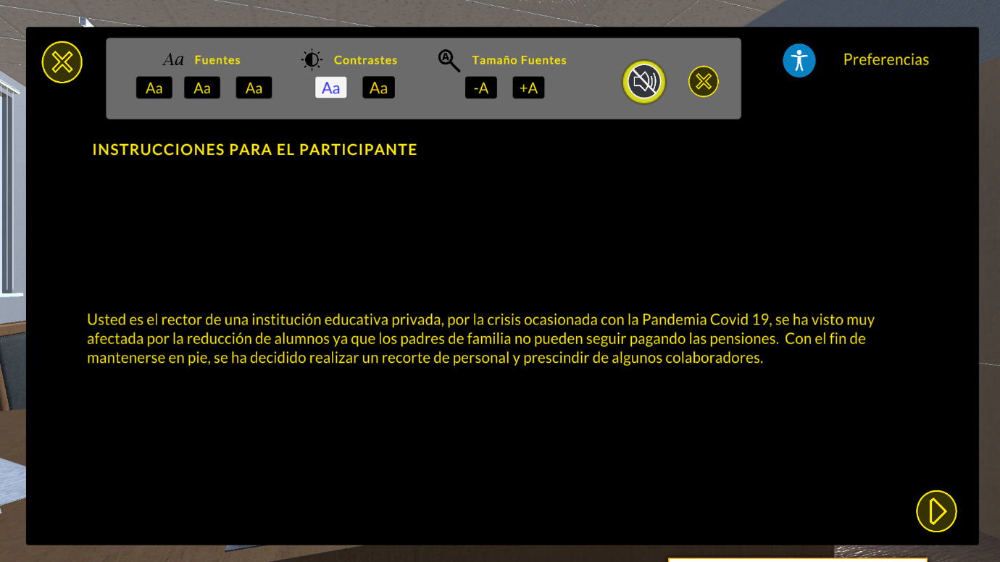 Aa Fuentes Contrastes A Tamaño Fuentes Preferencias
Aa Aa Aa Aa Aa -A +A
INSTRUCCIONES PARA EL PARTICIPANTE
Usted es el rector de una institución educativa privada, por la crisis ocasionada con la Pandemia Covid 19, se ha visto muy
afectada por la reducción de alumnos ya que los padres de familia no pueden seguir pagando las pensiones.  Con el fin de
mantenerse en pie, se ha decidido realizar un recorte de personal y prescindir de algunos colaboradores.